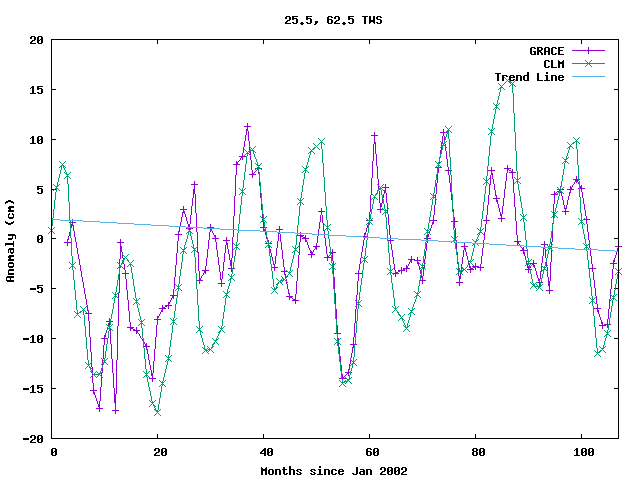 25.5, 62.5 TWS
GRACE
CLM
Trend Line
20
15
10
5
0
-5
-10
-15
-20
Anomaly (cm)
0 20 40 60 80 100
Months since Jan 2002